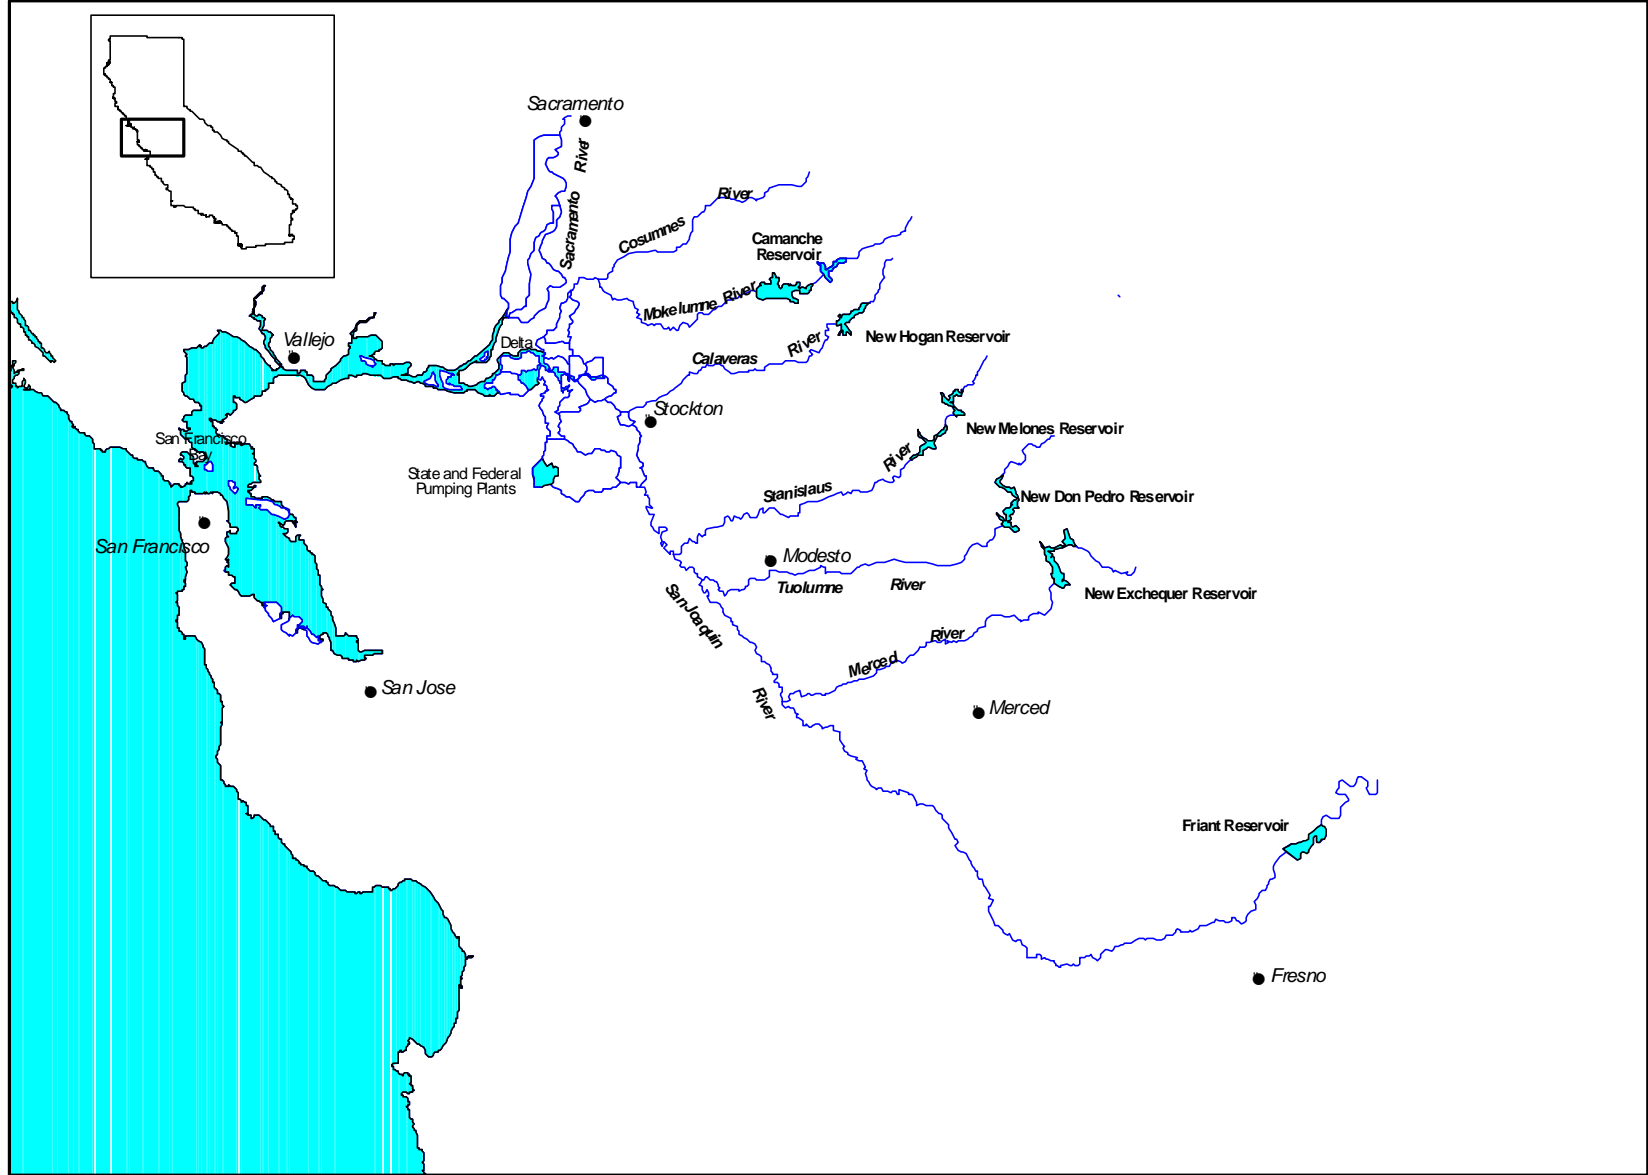 Sacramento
Sacramento River
Cosumnes River
Camanche
Reservoir
Mokelumne River
New Hogan Reservoir
Calaveras River
Vallejo
Delta
Stockton
New Melones Reservoir
San Francisco
Bay
State and Federal
Pumping Plants
Stanislaus River
New Don Pedro Reservoir
San Francisco
Modesto
Tuolumne River
New Exchequer Reservoir
San Joaquin River
Merced River
San Jose
Merced
Friant Reservoir
Fresno